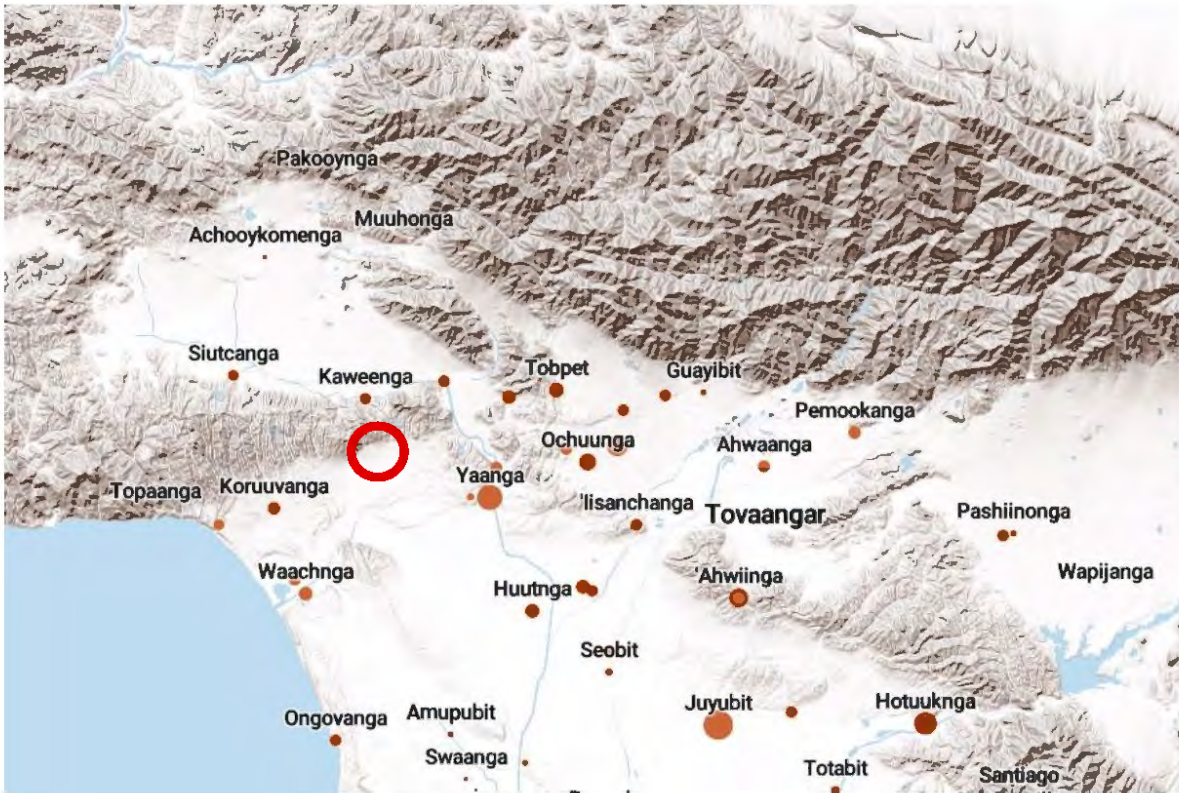 Pakooynga
Muuhonga
Achooykomenga
Siutcanga
Kaweenga
Tobpet
Guayibit
Pemookanga
Ochuunga
Ahwaanga
Yaanga
Topaanga
Koruuvanga
'Iisanchanga
Tovaangar
Pashiinonga
Waachnga
Huutnga
'Ahwiinga
Wapijanga
Seobit
Juyubit
Hotuuknga
Ongovanga
Amupubit
Swaanga
Totabit
Santiago